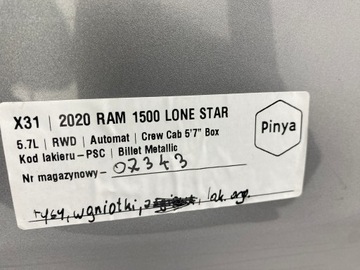 X31 | 2020 RAM 1500 LONE STAR
5.7L | RWD | Automat | Crew Cab 5'7" Box
Kod lakieru – PSC | Billet Metallic
Nr magazynowy - 07343
Pinya
rysy, wgniotki, lak. org.